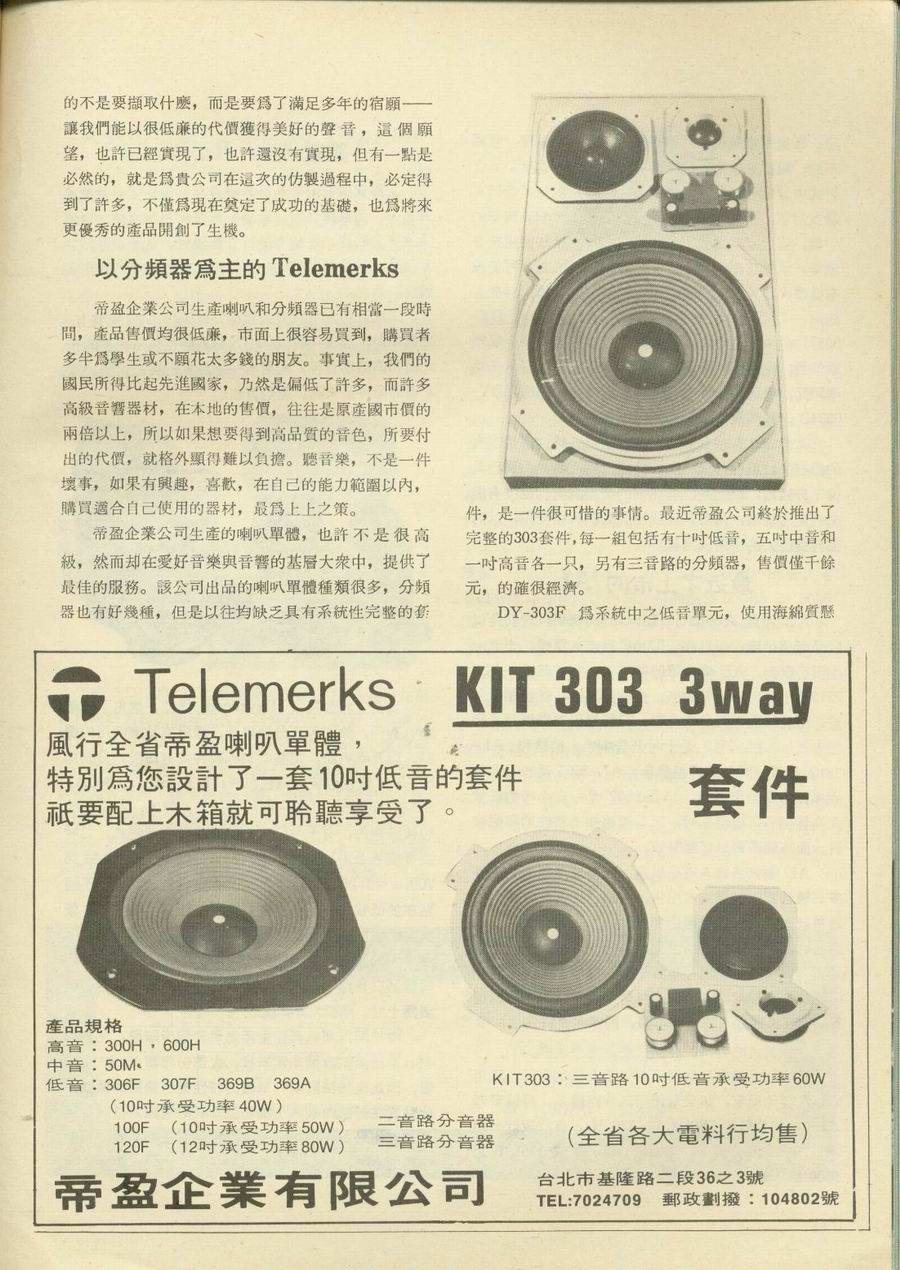 的不是要擷取什麽，而是要爲了滿足多年的宿願——
讓我們能以很低亷的代價獲得美好的聲音，這個願
望，也許已經實現了，也許還沒有實現，但有一點是
必然的，就是爲貴公司在這次的仿製過程中，必定得
到了許多，不僅爲現在奠定了成功的基礎，也爲將來
更優秀的產品開創了生機。
以分頻器爲主的 Telemerks
帝盈企業公司生產喇叭和分頻器已有相當一段時
間，產品售價均很低亷，市面上很容易買到，購買者
多半爲學生或不願花太多錢的朋友。事實上，我們的
國民所得比起先進國家，乃然是偏低了許多，而許多
高級音響器材，在本地的售價，往往是原產國市價的
兩倍以上，所以如果想要得到高品質的音色，所要付
出的代價，就格外顯得難以負擔。聽音樂，不是一件
壞事，如果有興趣，喜歡，在自己的能力範圍以內，
購買適合自己使用的器材，最爲上上之策。
帝盈企業公司生產的喇叭單體，也許不是很高
級，然而却在愛好音樂與音響的基層大衆中，提供了
最佳的服務。該公司出品的喇叭單體種類很多，分頻
器也有好幾種，但是以往均缺乏具有系統性完整的套
件，是一件很可惜的事情。最近帝盈公司終於推出了
完整的303套件，每一組包括有十吋低音，五吋中音和
一吋高音各一只，另有三音路的分頻器，售價僅千餘
元，的確很經濟。
DY-303F 爲系統中之低音單元，使用海綿質懸
Telemerks
KIT 303 3way
風行全省帝盈喇叭單體，
特別爲您設計了一套10吋低音的套件
祇要配上木箱就可聆聽享受了。
套件
產品規格
高音：300H，600H
中音：50M
低音：306F 307F 369B 369A
（10吋承受功率40W）
100F （10吋承受功率50W）
120F （12吋承受功率80W）
二音路分音器
三音路分音器
KIT303：三音路10吋低音承受功率60W
（全省各大電料行均售）
帝盈企業有限公司
台北市基隆路二段36之3號
TEL:7024709 郵政劃撥：104802號